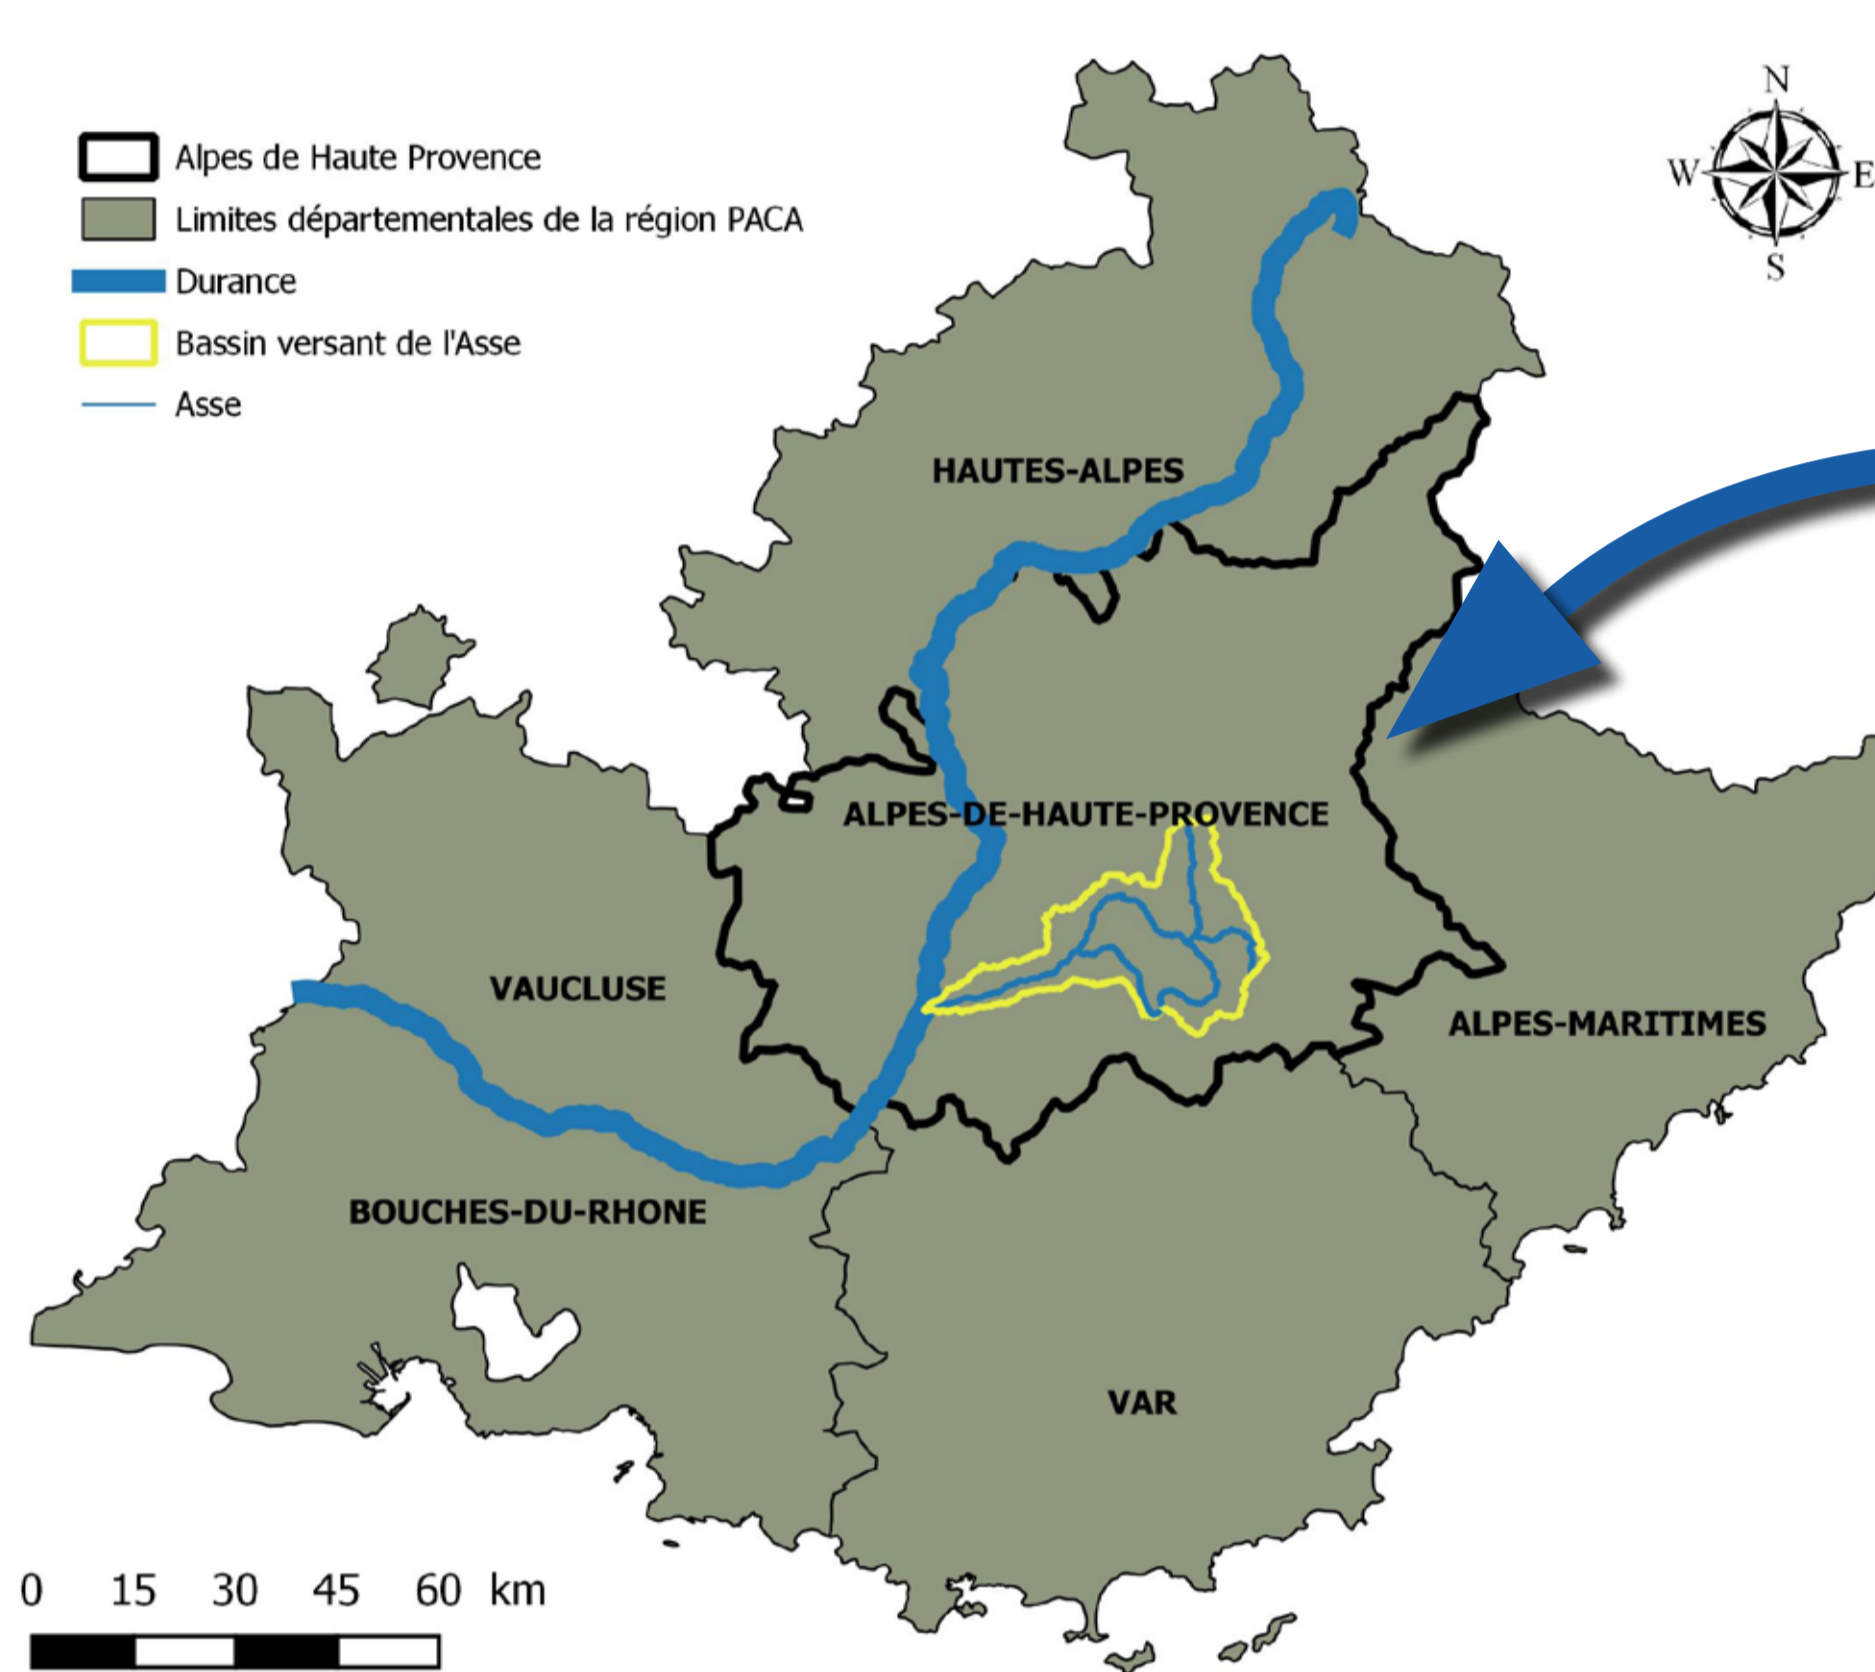 N
W E
S
Alpes de Haute Provence
Limites départementales de la région PACA
Durance
Bassin versant de l'Asse
Asse
HAUTES-ALPES
ALPES-DE-HAUTE-PROVENCE
VAUCLUSE
ALPES-MARITIMES
BOUCHES-DU-RHONE
VAR
0 15 30 45 60 km